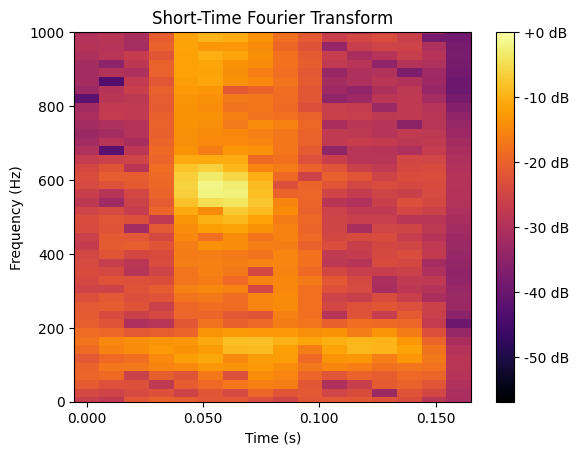 Short-Time Fourier Transform
1000
800
600
400
200
0
Frequency (Hz)
0.000
0.050
0.100
0.150
Time (s)
+0 dB
-10 dB
-20 dB
-30 dB
-40 dB
-50 dB